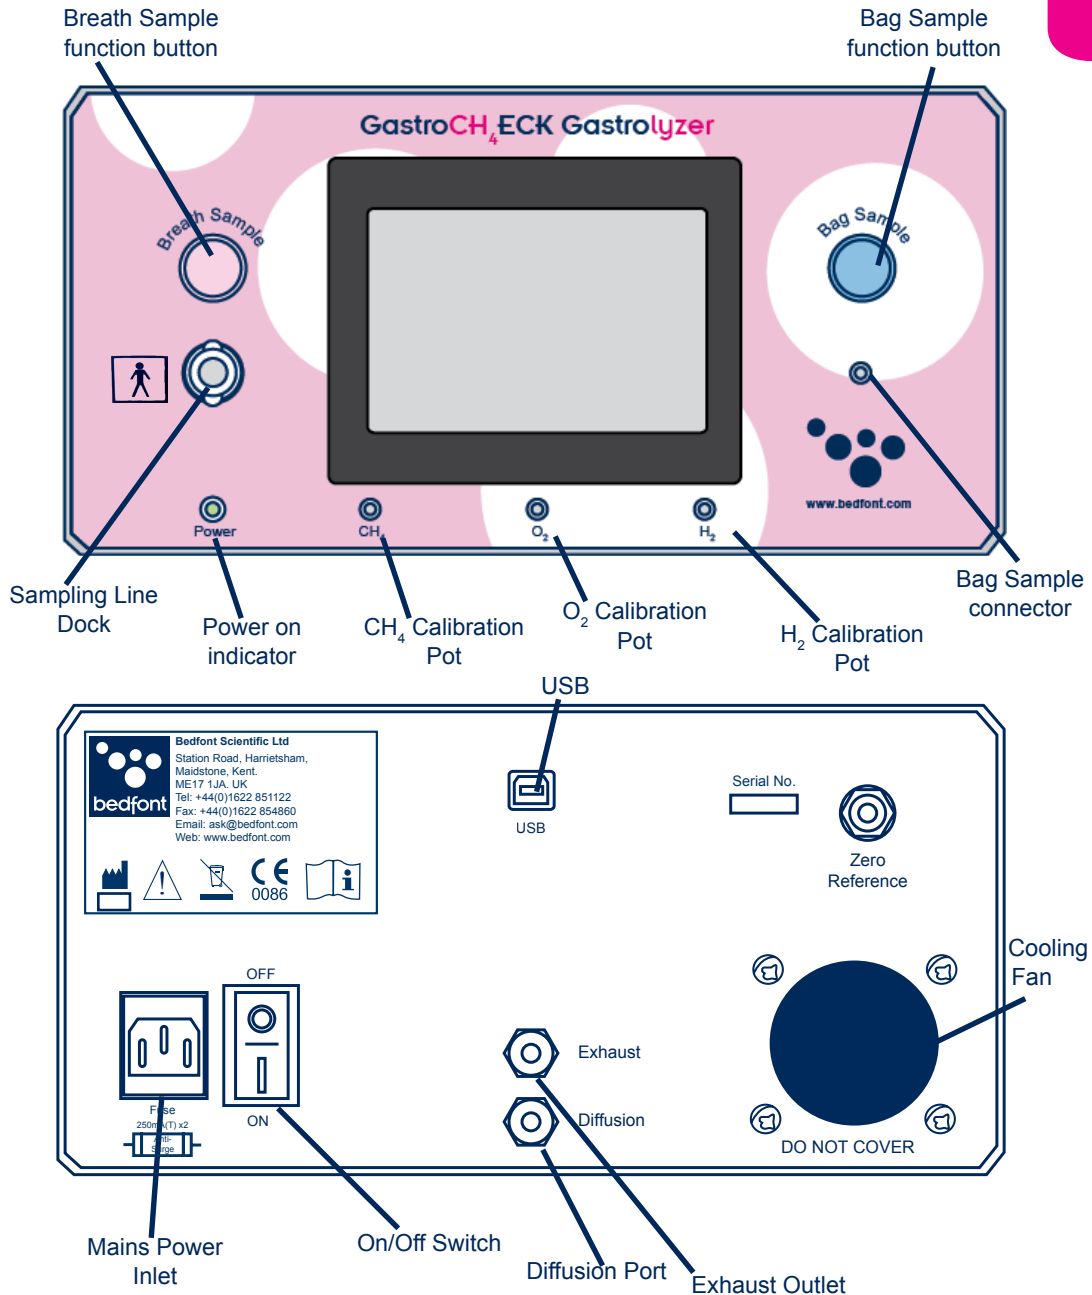 Breath Sample
function button
Bag Sample
function button
GastroCH₄ECK Gastrolyzer
Breath Sample
Bag Sample
www.bedfont.com
Power
CH₄
O₂
H₂
Sampling Line
Dock
Power on
indicator
CH₄ Calibration
Pot
O₂ Calibration
Pot
H₂ Calibration
Pot
Bag Sample
connector
USB
bedfont
Bedfont Scientific Ltd
Station Road, Harrietsham,
Maidstone, Kent.
ME17 1JA. UK
Tel: +44(0)1622 851122
Fax: +44(0)1622 854860
Email: ask@bedfont.com
Web: www.bedfont.com
0086
USB
Serial No.
Zero
Reference
Cooling
Fan
OFF
ON
Fuse
250mA(T) x2
Anti-
Surge
Exhaust
Diffusion
DO NOT COVER
Mains Power
Inlet
On/Off Switch
Diffusion Port
Exhaust Outlet